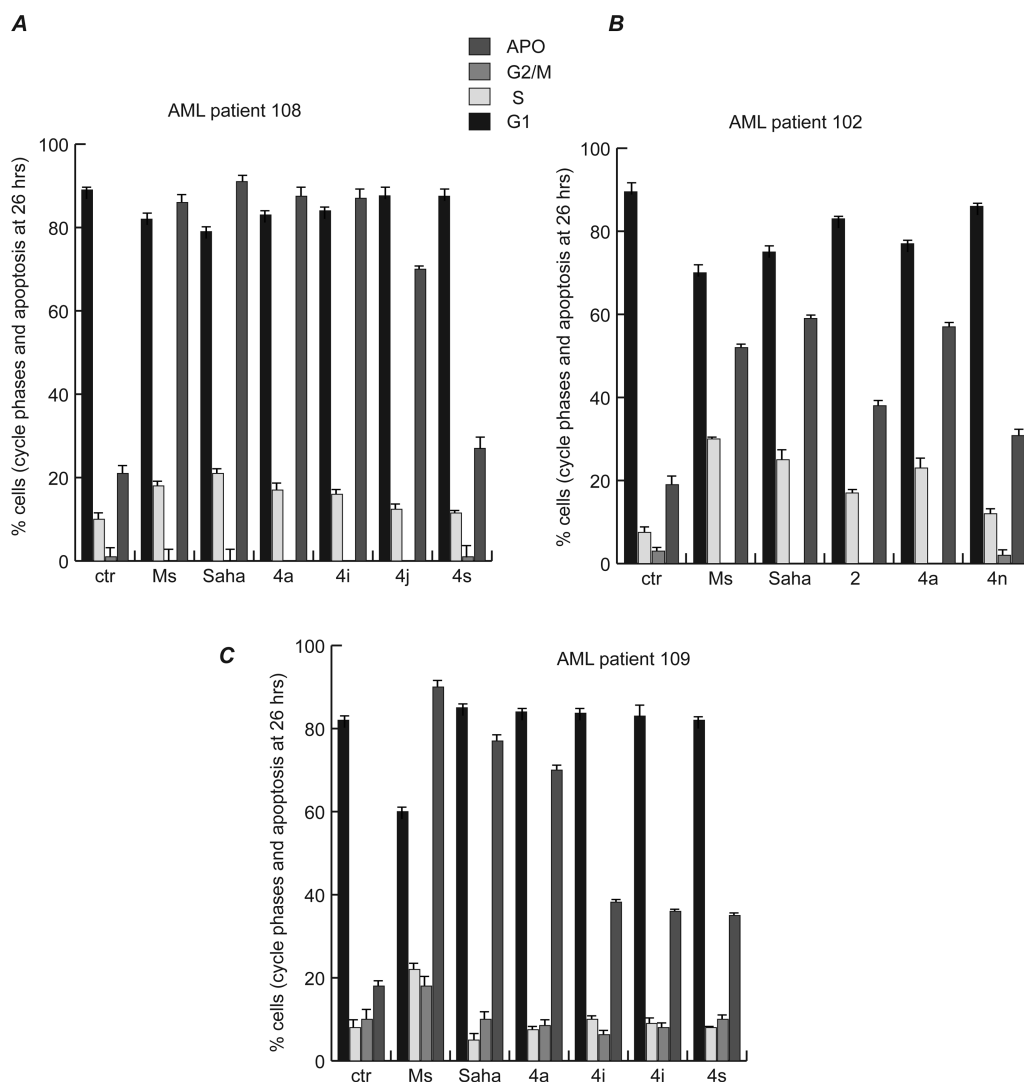 A
B
APO
G2/M
S
G1
AML patient 108
% cells (cycle phases and apoptosis at 26 hrs)
100
80
60
40
20
0
ctr Ms Saha 4a 4i 4j 4s
AML patient 102
% cells (cycle phases and apoptosis at 26 hrs)
100
80
60
40
20
0
ctr Ms Saha 2 4a 4n
C
AML patient 109
% cells (cycle phases and apoptosis at 26 hrs)
100
80
60
40
20
0
ctr Ms Saha 4a 4i 4i 4s